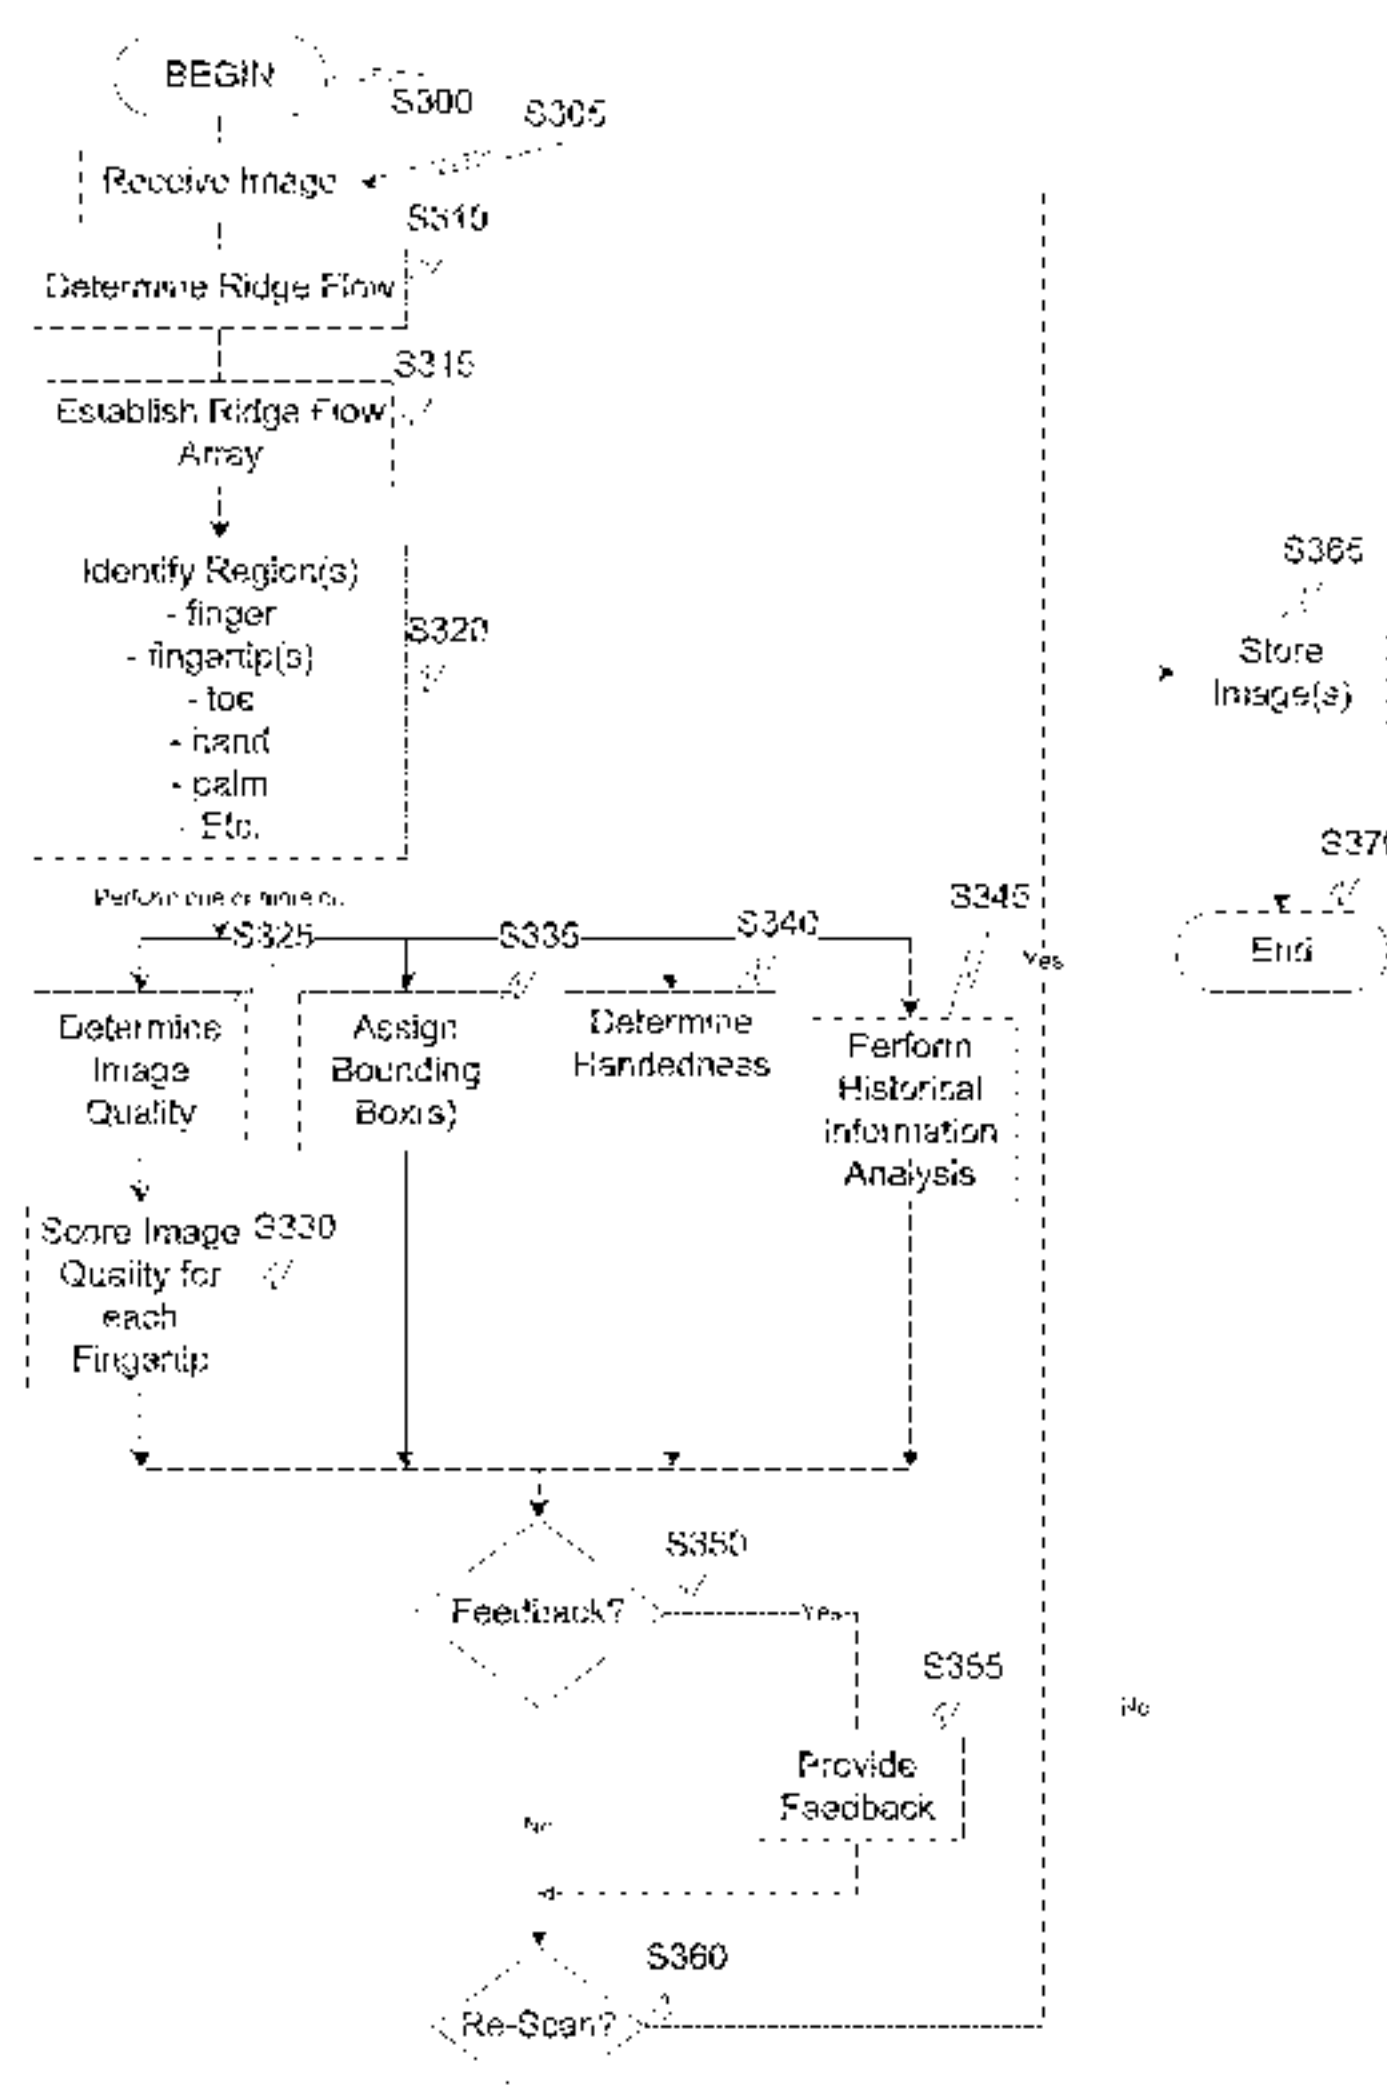 BEGIN
S300
S305
Receive Image
S310
Determine Ridge Flow
S315
Establish Ridge Flow
Array
Identify Region(s)
- finger
- fingertip(s)
- toe
- hand
- palm
- Etc.
S320
S365
Store
Image(s)
S370
End
Perform one or more of:
S325
S335
S340
S345
Yes
Determine
Image
Quality
Assign
Bounding
Box(s)
Determine
Handedness
Perform
Historical
Information
Analysis
Score Image
Quality for
each
Fingertip
S330
S350
Feedback?
Yes
S355
No
Provide
Feedback
No
S360
Re-Scan?